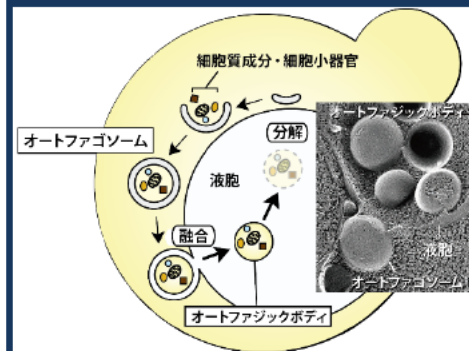 細胞質成分・細胞小器官
オートファゴソーム
分解
液胞
融合
オートファジックボディ
オートファジックボディ
液胞
オートファゴソーム